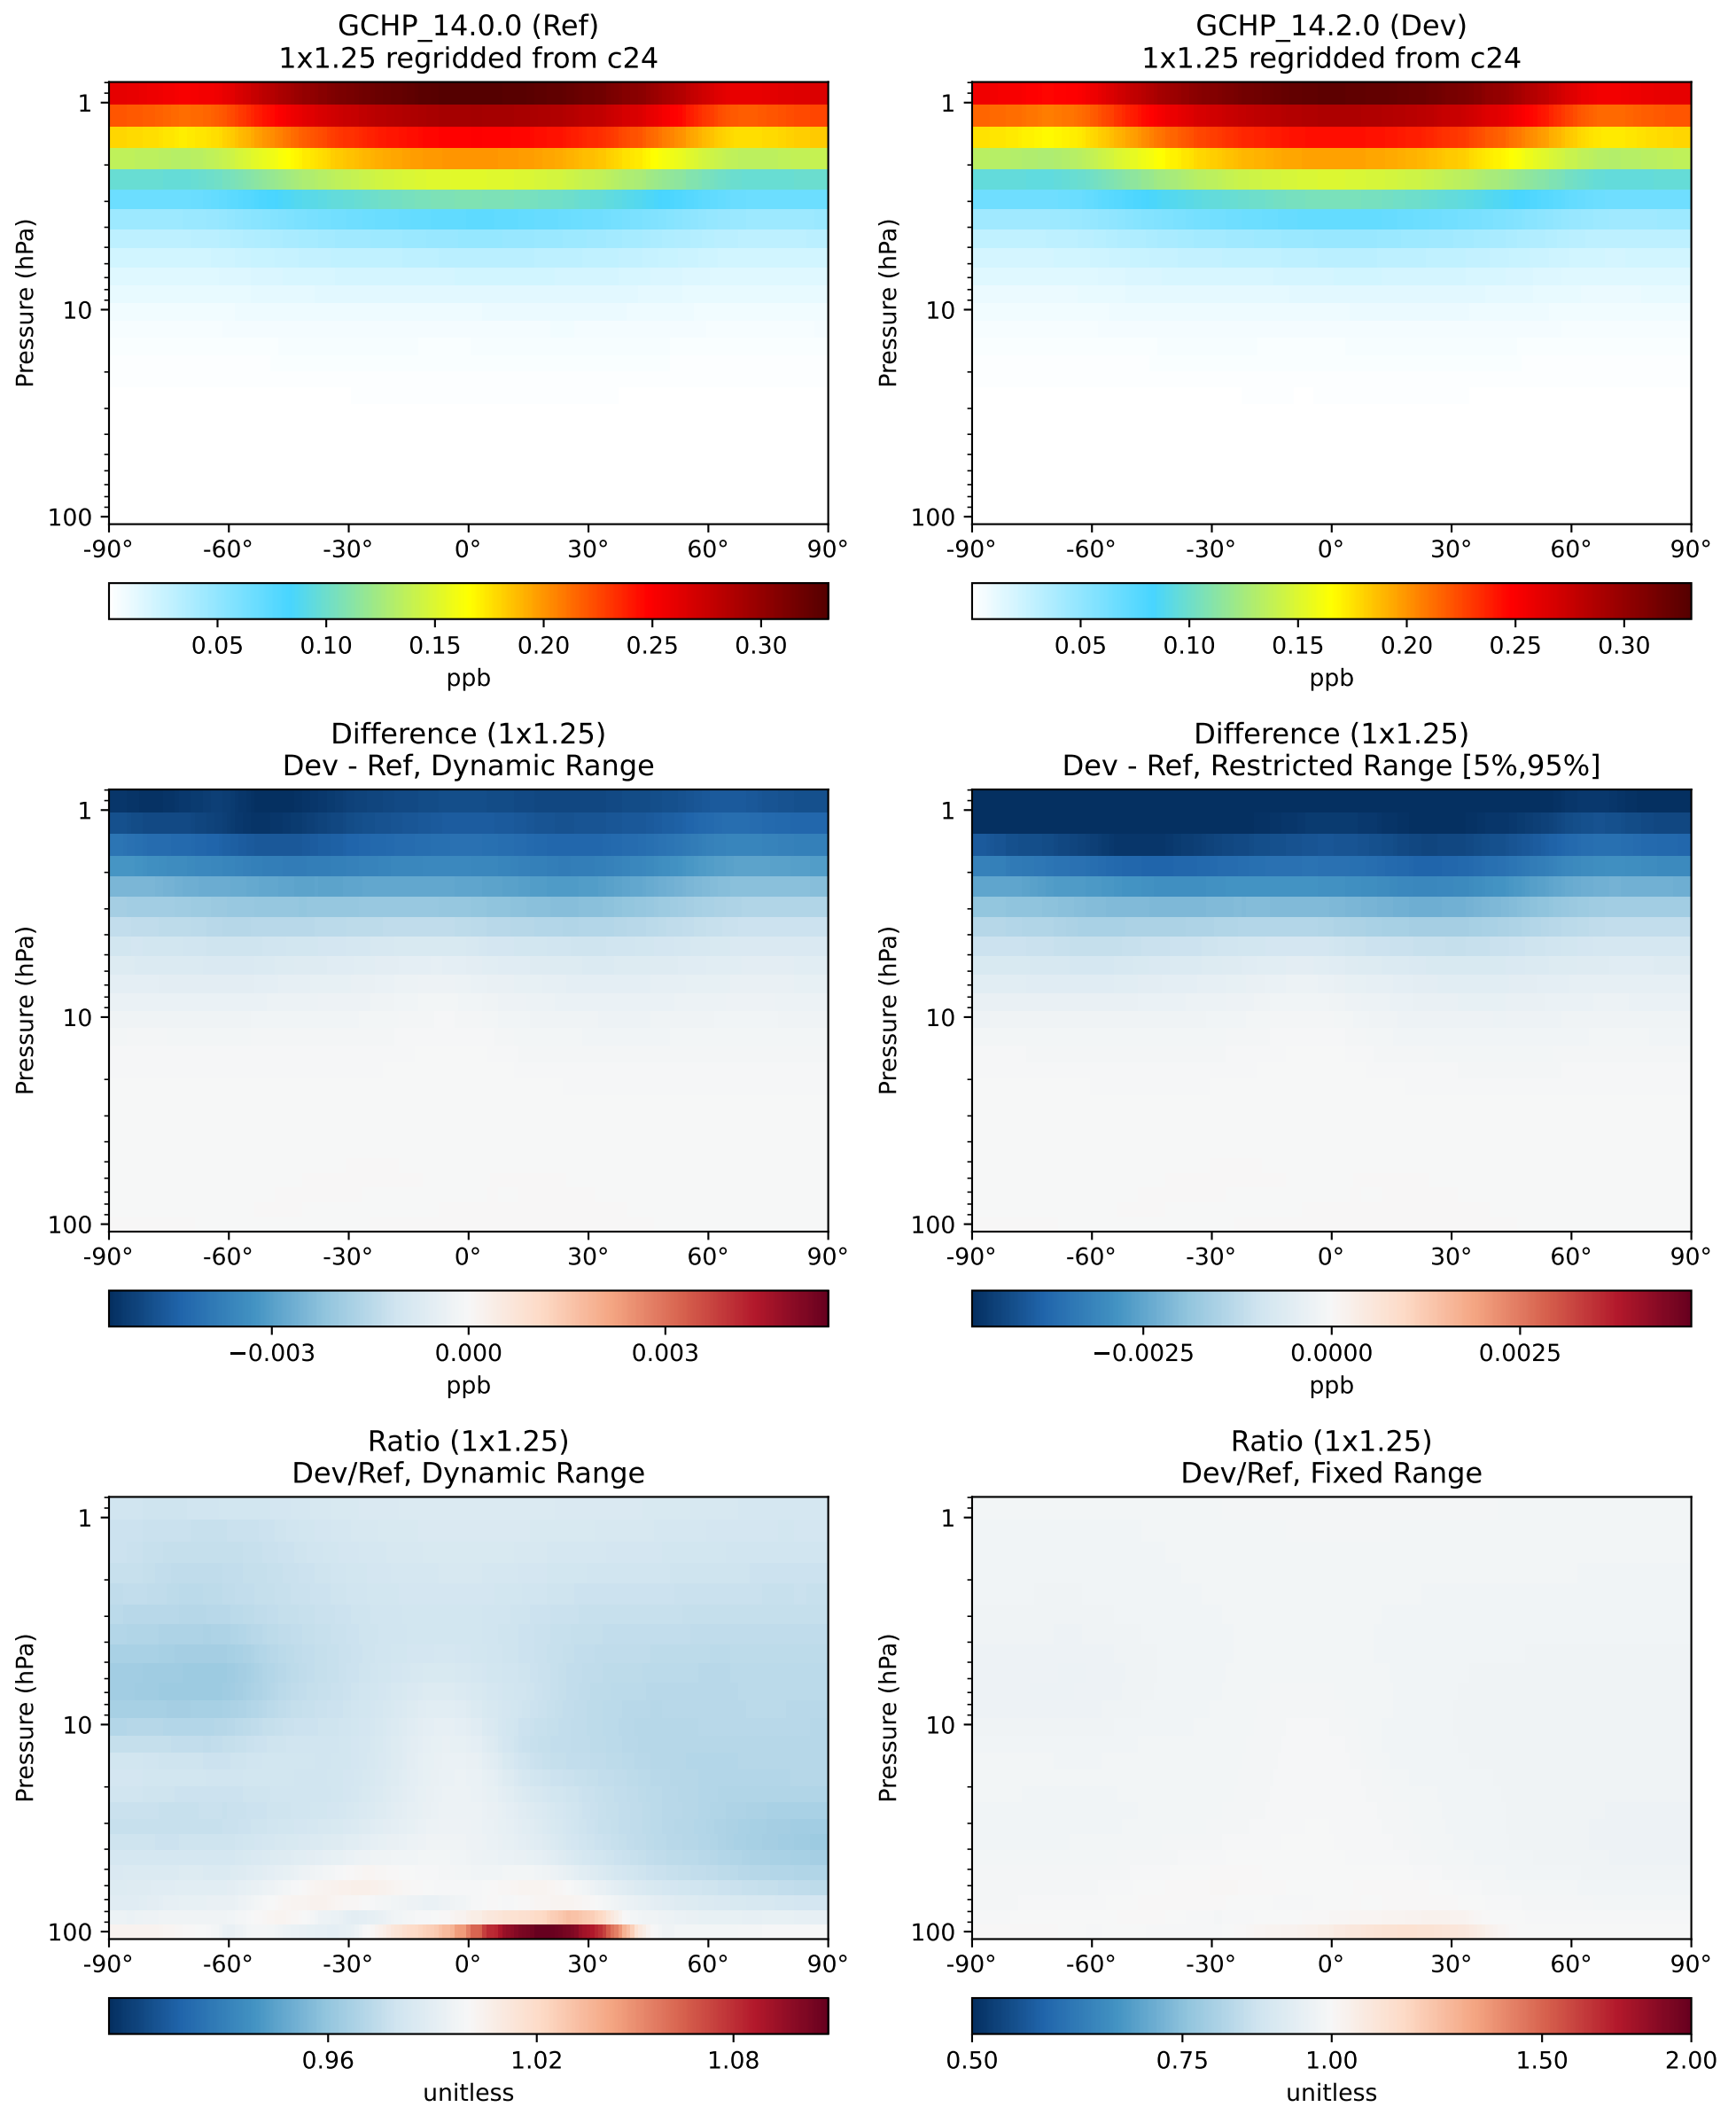 GCHP_14.0.0 (Ref)
1x1.25 regridded from c24
Pressure (hPa)
1
10
100
-90° -60° -30° 0° 30° 60° 90°
0.05 0.10 0.15 0.20 0.25 0.30
ppb
GCHP_14.2.0 (Dev)
1x1.25 regridded from c24
Pressure (hPa)
1
10
100
-90° -60° -30° 0° 30° 60° 90°
0.05 0.10 0.15 0.20 0.25 0.30
ppb
Difference (1x1.25)
Dev - Ref, Dynamic Range
Pressure (hPa)
1
10
100
-90° -60° -30° 0° 30° 60° 90°
−0.003 0.000 0.003
ppb
Difference (1x1.25)
Dev - Ref, Restricted Range [5%,95%]
Pressure (hPa)
1
10
100
-90° -60° -30° 0° 30° 60° 90°
−0.0025 0.0000 0.0025
ppb
Ratio (1x1.25)
Dev/Ref, Dynamic Range
Pressure (hPa)
1
10
100
-90° -60° -30° 0° 30° 60° 90°
0.96 1.02 1.08
unitless
Ratio (1x1.25)
Dev/Ref, Fixed Range
Pressure (hPa)
1
10
100
-90° -60° -30° 0° 30° 60° 90°
0.50 0.75 1.00 1.50 2.00
unitless